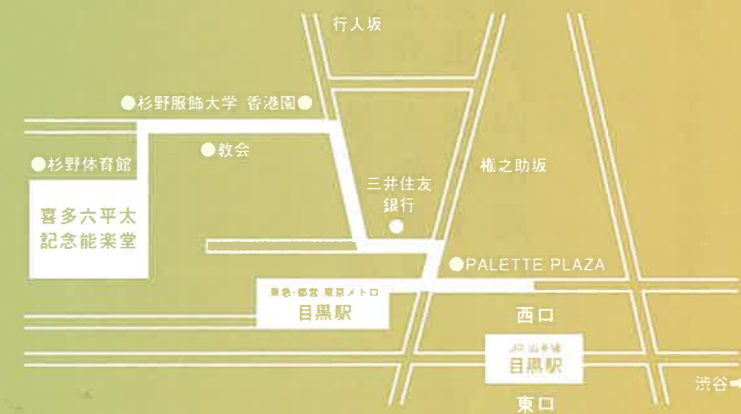 行人坂
●杉野服飾大学 香港園●
●教会
●杉野体育館
権之助坂
三井住友
銀行
喜多六平太
記念能楽堂
●PALETTE PLAZA
東急・都営 東京メトロ
目黒駅
西口
JR 山手線
目黒駅
渋谷
東口